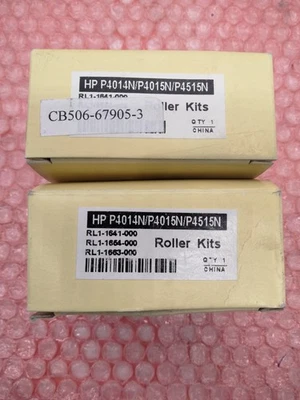 HP P4014N/P4015N/P4515N
RL1-1641-000
CB506-67905-3
Roller Kits
QTY 1
CHINA
HP P4014N/P4015N/P4515N
RL1-1641-000
RL1-1654-000
RL1-1663-000
Roller Kits
QTY 1
CHINA